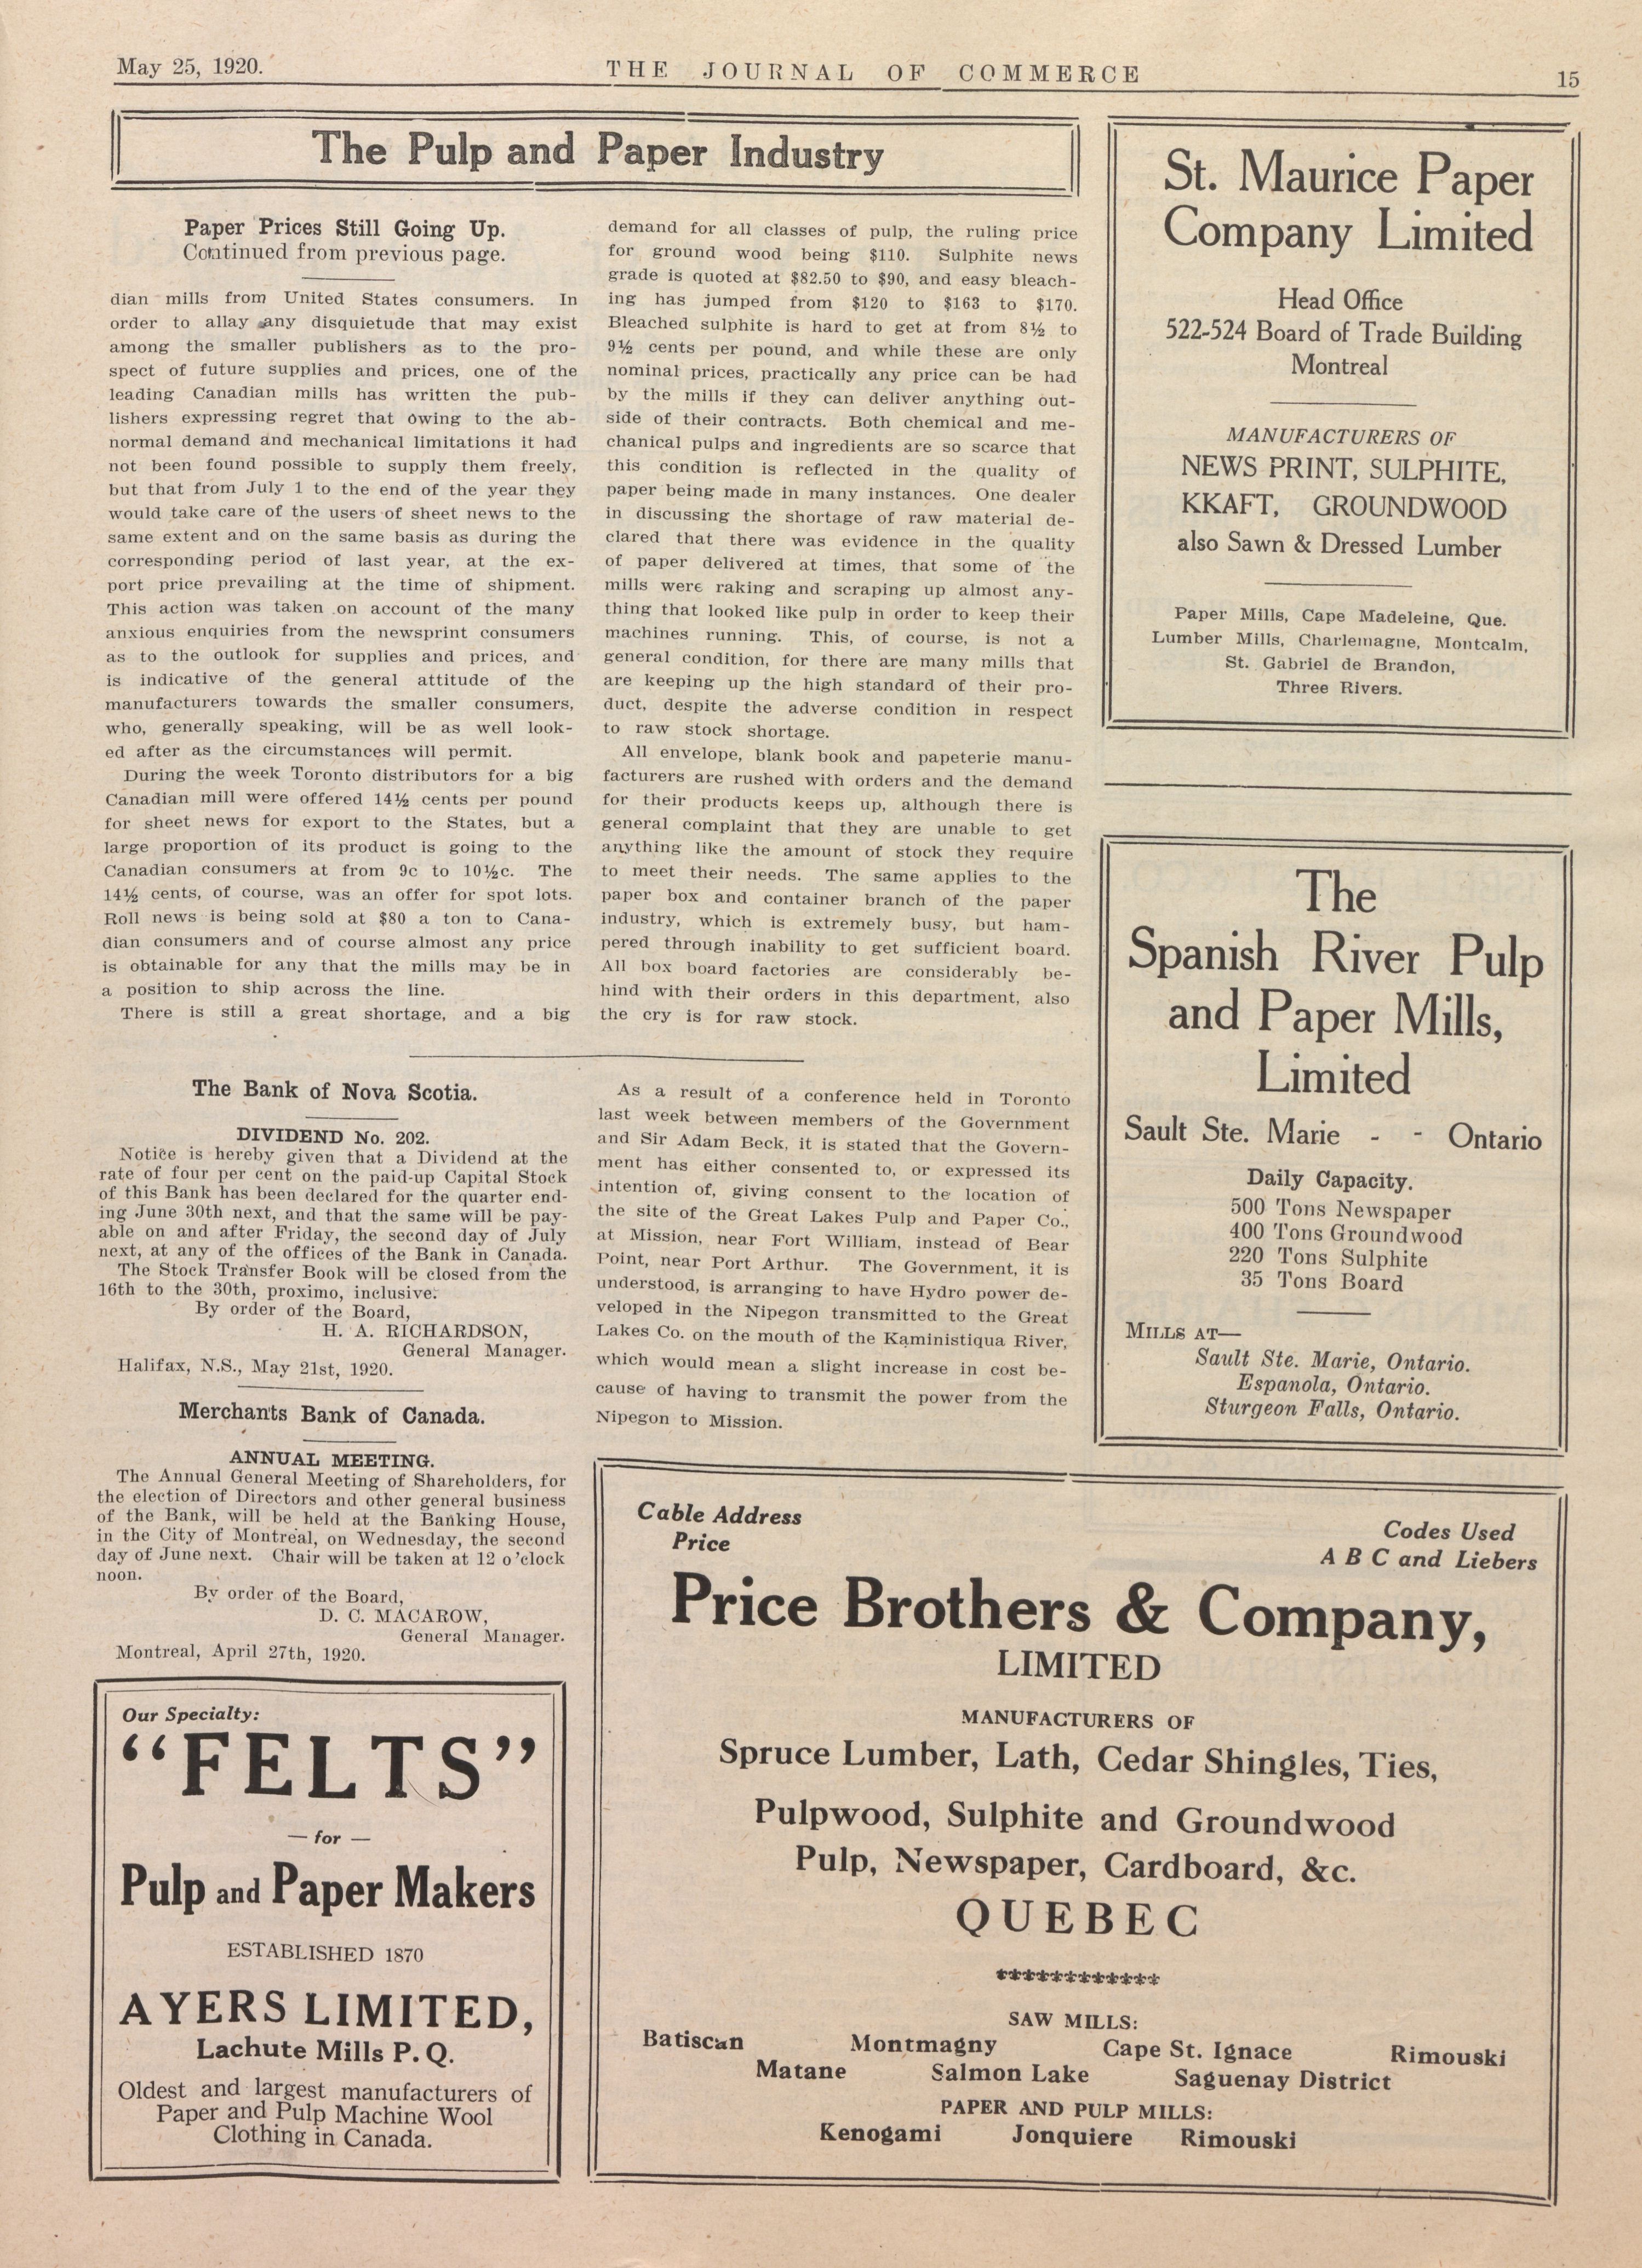 May 25, 1920.
THE JOURNAL OF COMMERCE
15
The Pulp and Paper Industry
Paper Prices Still Going Up.
Continued from previous page.
dian mills from United States consumers. In
order to allay any disquietude that may exist
among the smaller publishers as to the pro-
spect of future supplies and prices, one of the
leading Canadian mills has written the pub-
lishers expressing regret that owing to the ab-
normal demand and mechanical limitations it had
not been found possible to supply them freely,
but that from July 1 to the end of the year they
would take care of the users of sheet news to the
same extent and on the same basis as during the
corresponding period of last year, at the ex-
port price prevailing at the time of shipment.
This action was taken on account of the many
anxious enquiries from the newsprint consumers
as to the outlook for supplies and prices, and
is indicative of the general attitude of the
manufacturers towards the smaller consumers,
who, generally speaking, will be as well look-
ed after as the circumstances will permit.
During the week Toronto distributors for a big
Canadian mill were offered 14½ cents per pound
for sheet news for export to the States, but a
large proportion of its product is going to the
Canadian consumers at from 9c to 10½c. The
14½ cents, of course, was an offer for spot lots.
Roll news is being sold at $80 a ton to Cana-
dian consumers and of course almost any price
is obtainable for any that the mills may be in
a position to ship across the line.
There is still a great shortage, and a big
demand for all classes of pulp, the ruling price
for ground wood being $110. Sulphite news
grade is quoted at $82.50 to $90, and easy bleach-
ing has jumped from $120 to $163 to $170.
Bleached sulphite is hard to get at from 8½ to
9½ cents per pound, and while these are only
nominal prices, practically any price can be had
by the mills if they can deliver anything out-
side of their contracts. Both chemical and me-
chanical pulps and ingredients are so scarce that
this condition is reflected in the quality of
paper being made in many instances. One dealer
in discussing the shortage of raw material de-
clared that there was evidence in the quality
of paper delivered at times, that some of the
mills were raking and scraping up almost any-
thing that looked like pulp in order to keep their
machines running. This, of course, is not a
general condition, for there are many mills that
are keeping up the high standard of their pro-
duct, despite the adverse condition in respect
to raw stock shortage.
All envelope, blank book and papeterie manu-
facturers are rushed with orders and the demand
for their products keeps up, although there is
general complaint that they are unable to get
anything like the amount of stock they require
to meet their needs. The same applies to the
paper box and container branch of the paper
industry, which is extremely busy, but ham-
pered through inability to get sufficient board.
All box board factories are considerably be-
hind with their orders in this department, also
the cry is for raw stock.
The Bank of Nova Scotia.
DIVIDEND No. 202.
Notice is hereby given that a Dividend at the
rate of four per cent on the paid-up Capital Stock
of this Bank has been declared for the quarter end-
ing June 30th next, and that the same will be pay-
able on and after Friday, the second day of July
next, at any of the offices of the Bank in Canada.
The Stock Transfer Book will be closed from the
16th to the 30th, proximo, inclusive.
By order of the Board,
H. A. RICHARDSON,
General Manager.
Halifax, N.S., May 21st, 1920.
Merchants Bank of Canada.
ANNUAL MEETING.
The Annual General Meeting of Shareholders, for
the election of Directors and other general business
of the Bank, will be held at the Banking House,
in the City of Montreal, on Wednesday, the second
day of June next. Chair will be taken at 12 o'clock
noon.
By order of the Board,
D. C. MACAROW,
General Manager.
Montreal, April 27th, 1920.
As a result of a conference held in Toronto
last week between members of the Government
and Sir Adam Beck, it is stated that the Govern-
ment has either consented to, or expressed its
intention of, giving consent to the location of
the site of the Great Lakes Pulp and Paper Co.,
at Mission, near Fort William, instead of Bear
Point, near Port Arthur. The Government, it is
understood, is arranging to have Hydro power de-
veloped in the Nipegon transmitted to the Great
Lakes Co. on the mouth of the Kaministiqua River,
which would mean a slight increase in cost be-
cause of having to transmit the power from the
Nipegon to Mission.
St. Maurice Paper
Company Limited
Head Office
522-524 Board of Trade Building
Montreal
MANUFACTURERS OF
NEWS PRINT, SULPHITE,
KKAFT, GROUNDWOOD
also Sawn & Dressed Lumber
Paper Mills, Cape Madeleine, Que.
Lumber Mills, Charlemagne, Montcalm,
St. Gabriel de Brandon,
Three Rivers.
The
Spanish River Pulp
and Paper Mills,
Limited
Sault Ste. Marie - - Ontario
Daily Capacity.
500 Tons Newspaper
400 Tons Groundwood
220 Tons Sulphite
35 Tons Board
MILLS AT—
Sault Ste. Marie, Ontario.
Espanola, Ontario.
Sturgeon Falls, Ontario.
Our Specialty:
“FELTS”
— for —
Pulp and Paper Makers
ESTABLISHED 1870
AYERS LIMITED,
Lachute Mills P. Q.
Oldest and largest manufacturers of
Paper and Pulp Machine Wool
Clothing in Canada.
Cable Address
Price
Codes Used
A B C and Liebers
Price Brothers & Company,
LIMITED
MANUFACTURERS OF
Spruce Lumber, Lath, Cedar Shingles, Ties,
Pulpwood, Sulphite and Groundwood
Pulp, Newspaper, Cardboard, &c.
QUEBEC
************
SAW MILLS:
Batiscan Montmagny Cape St. Ignace Rimouski
Matane Salmon Lake Saguenay District
PAPER AND PULP MILLS:
Kenogami Jonquiere Rimouski